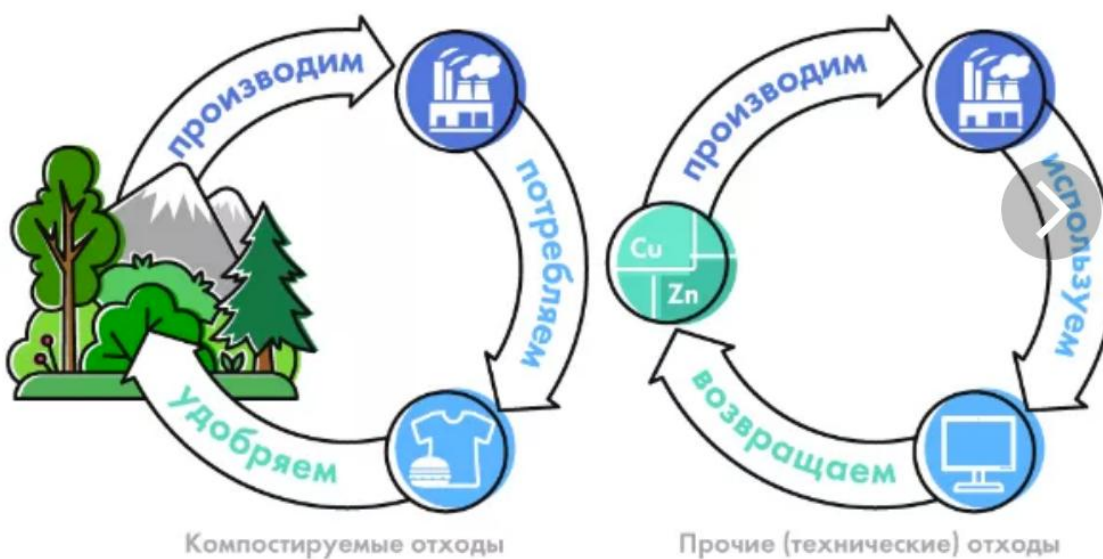 производим
потребляем
удобряем
Компостируемые отходы
производим
используем
возвращаем
Cu
Zn
Прочие (технические) отходы